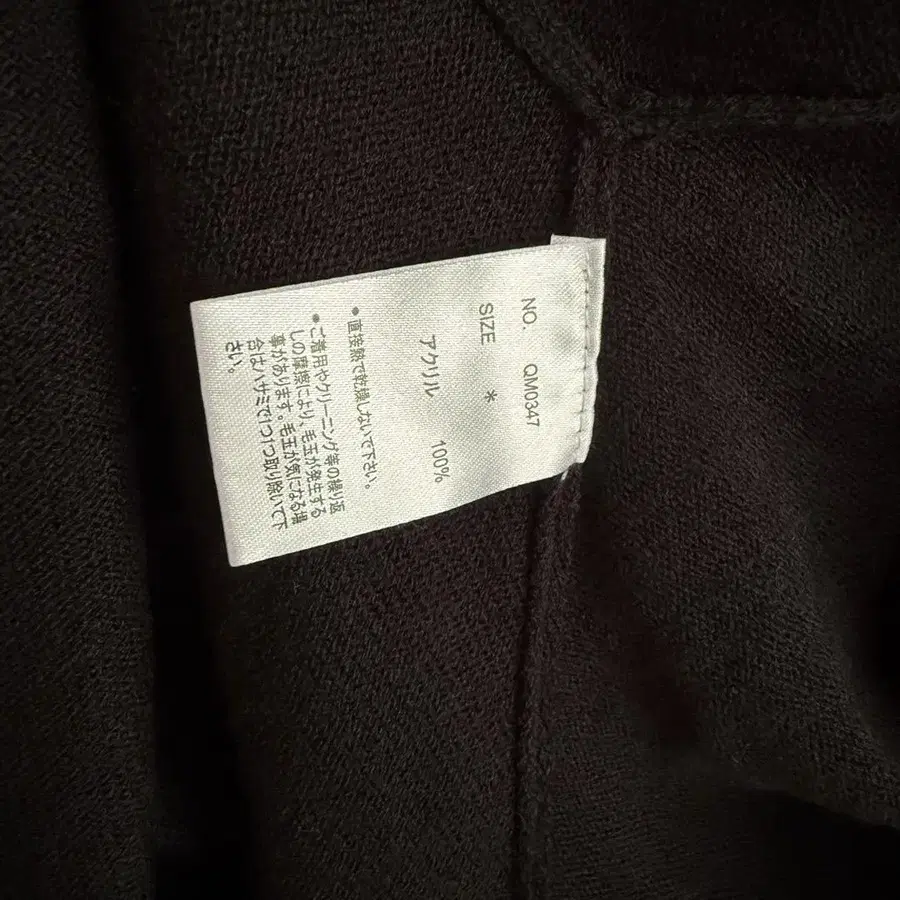 NO. QM0347
SIZE *
アクリル 100%
●直接熱で乾燥しないで下さい。
●ご着用やクリーニング等の繰り返
しの摩擦により、毛玉が発生する
事があります。毛玉が気になる場
合はハサミで1つ1つ取り除いて下
さい。